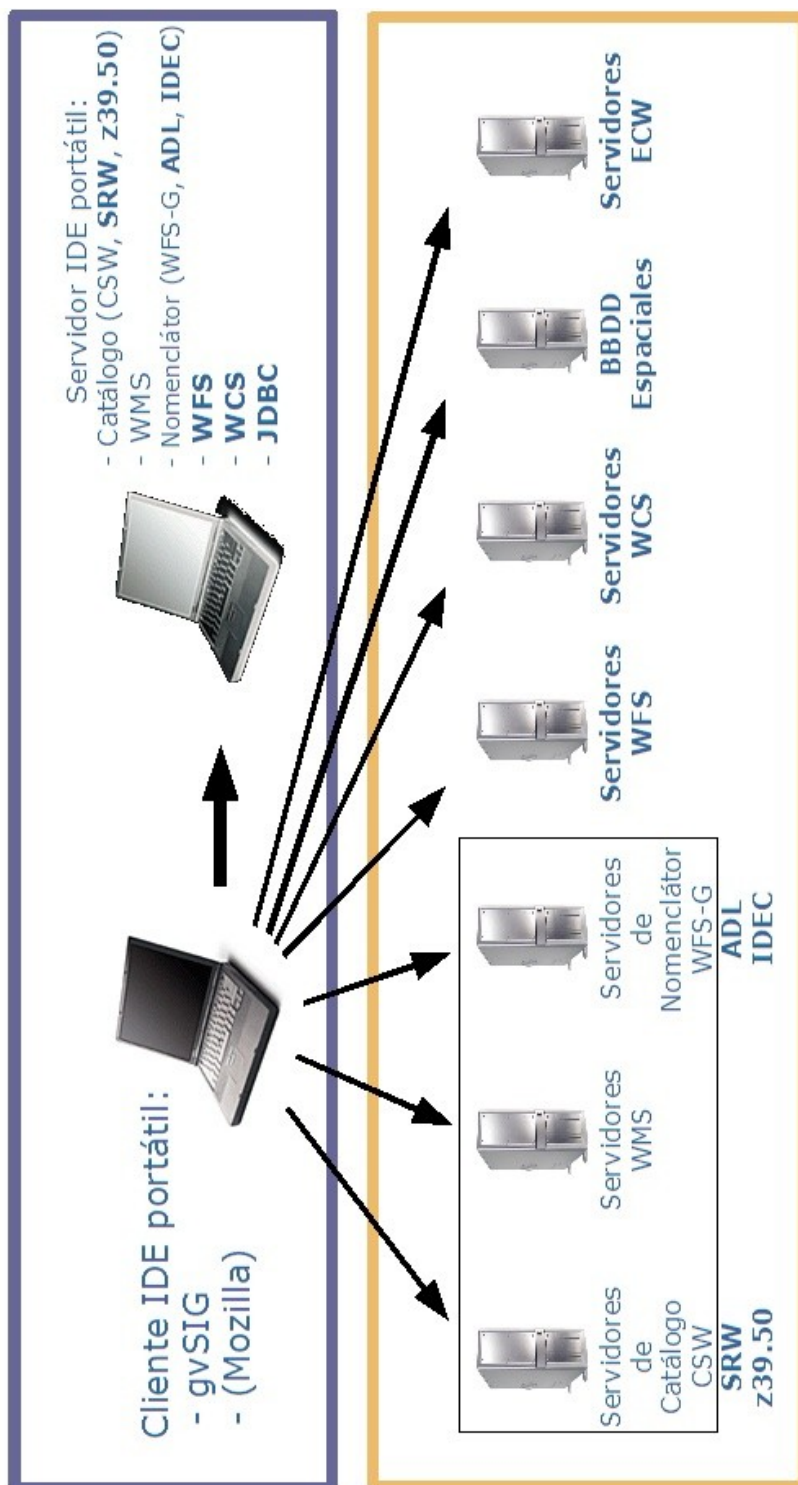 Cliente IDE portátil:
- gvSIG
- (Mozilla)
Servidor IDE portátil:
- Catálogo (CSW, SRW, z39.50)
- WMS
- Nomenclátor (WFS-G, ADL, IDEC)
- WFS
- WCS
- JDBC
Servidores
de
Catálogo
CSW
SRW
z39.50
Servidores
WMS
Servidores
de
Nomenclátor
WFS-G
ADL
IDEC
Servidores
WFS
Servidores
WCS
BBDD
Espaciales
Servidores
ECW